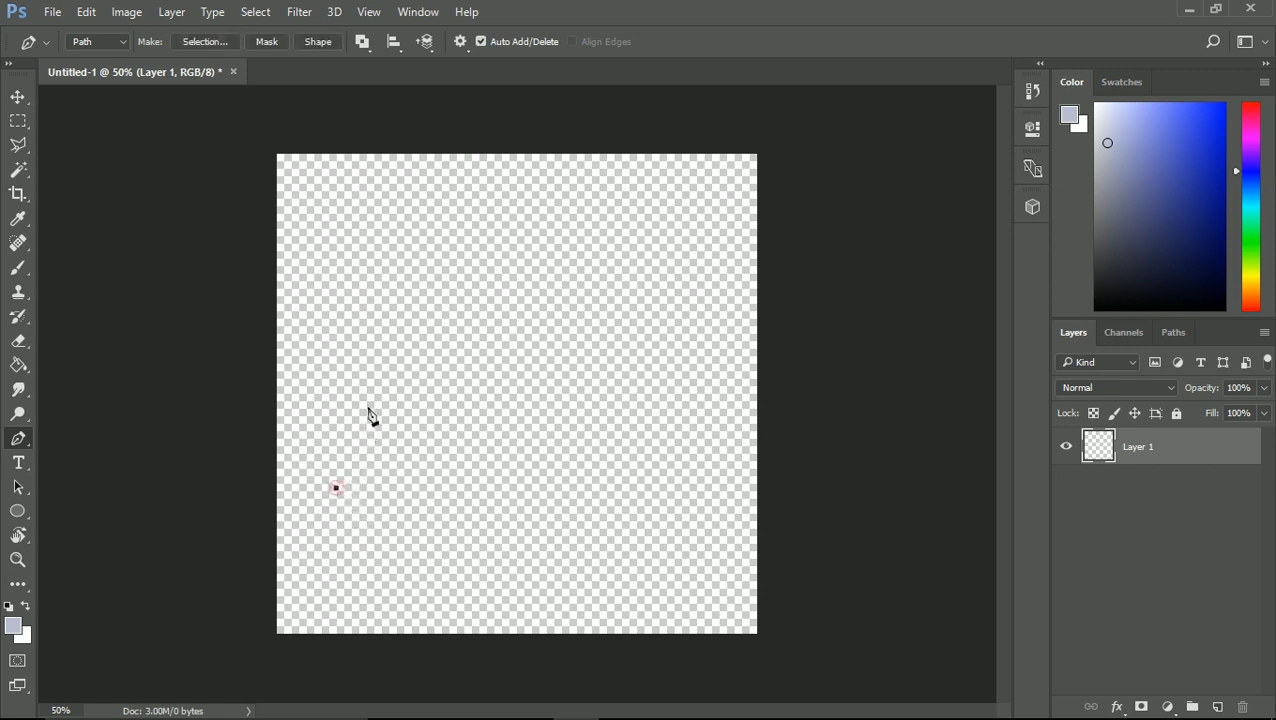 Ps File Edit Image Layer Type Select Filter 3D View Window Help
Path Make: Selection... Mask Shape Auto Add/Delete Align Edges
Untitled-1 @ 50% (Layer 1, RGB/8) *
Color Swatches
Layers Channels Paths
Kind
Normal Opacity: 100%
Lock: Fill: 100%
Layer 1
50% Doc: 3.00M/0 bytes